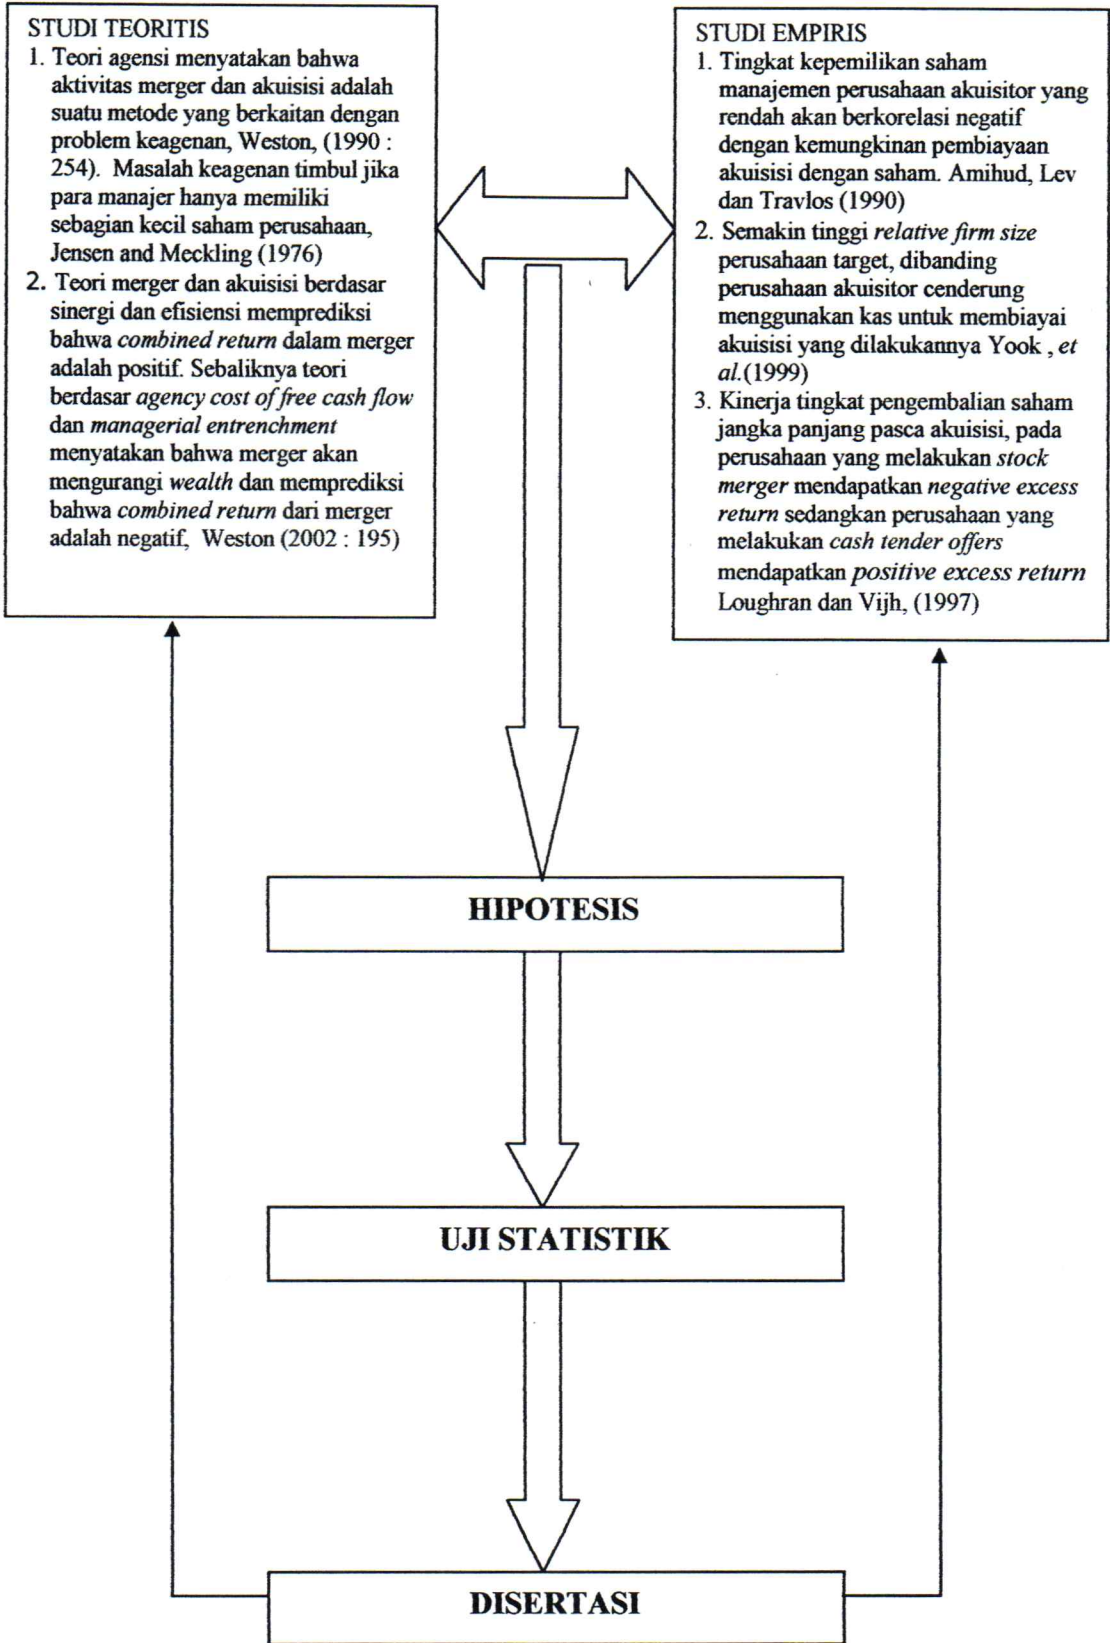 STUDI TEORITIS
1. Teori agensi menyatakan bahwa
aktivitas merger dan akuisisi adalah
suatu metode yang berkaitan dengan
problem keagenan, Weston, (1990 :
254). Masalah keagenan timbul jika
para manajer hanya memiliki
sebagian kecil saham perusahaan,
Jensen and Meckling (1976)
2. Teori merger dan akuisisi berdasar
sinergi dan efisiensi memprediksi
bahwa combined return dalam merger
adalah positif. Sebaliknya teori
berdasar agency cost of free cash flow
dan managerial entrenchment
menyatakan bahwa merger akan
mengurangi wealth dan memprediksi
bahwa combined return dari merger
adalah negatif, Weston (2002 : 195)
STUDI EMPIRIS
1. Tingkat kepemilikan saham
manajemen perusahaan akuisitor yang
rendah akan berkorelasi negatif
dengan kemungkinan pembiayaan
akuisisi dengan saham. Amihud, Lev
dan Travlos (1990)
2. Semakin tinggi relative firm size
perusahaan target, dibanding
perusahaan akuisitor cenderung
menggunakan kas untuk membiayai
akuisisi yang dilakukannya Yook , et
al.(1999)
3. Kinerja tingkat pengembalian saham
jangka panjang pasca akuisisi, pada
perusahaan yang melakukan stock
merger mendapatkan negative excess
return sedangkan perusahaan yang
melakukan cash tender offers
mendapatkan positive excess return
Loughran dan Vijh, (1997)
HIPOTESIS
UJI STATISTIK
DISERTASI